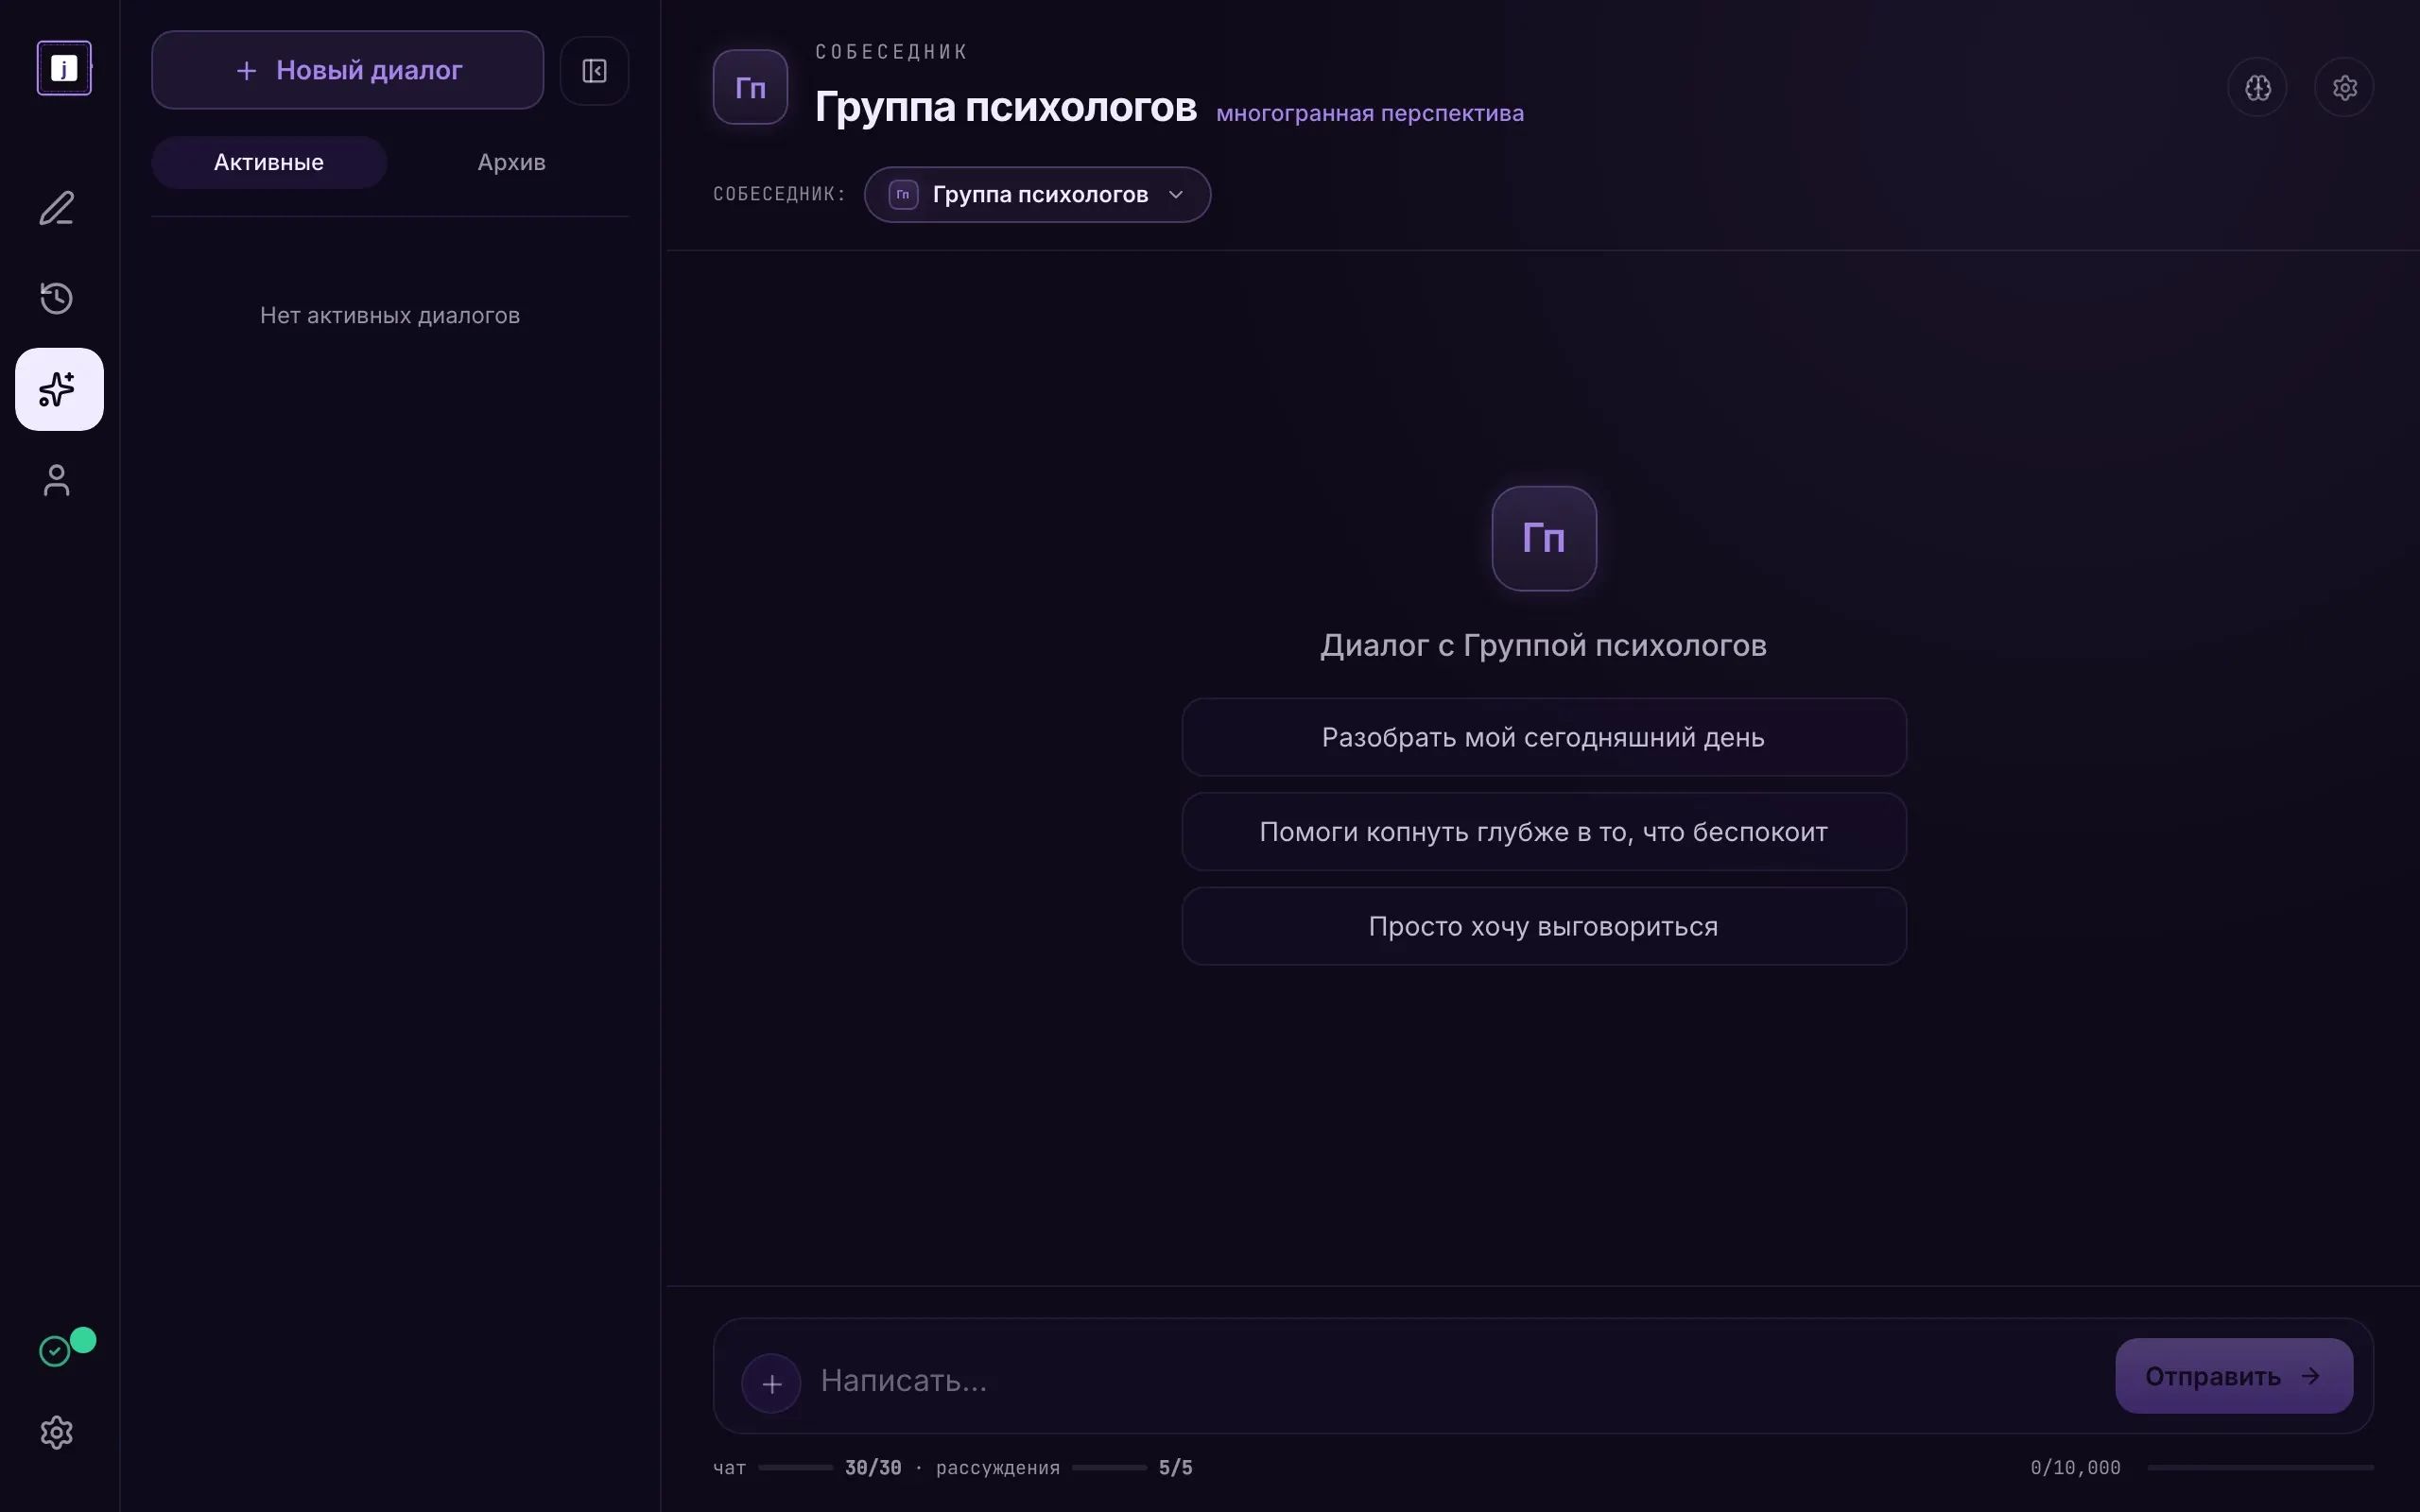 j
Новый диалог
Активные
Архив
Нет активных диалогов
Гп
СОБЕСЕДНИК
Группа психологов многогранная перспектива
СОБЕСЕДНИК: Гп Группа психологов
Гп
Диалог с Группой психологов
Разобрать мой сегодняшний день
Помоги копнуть глубже в то, что беспокоит
Просто хочу выговориться
Написать...
Отправить →
чат 30/30 · рассуждения 5/5
0/10,000